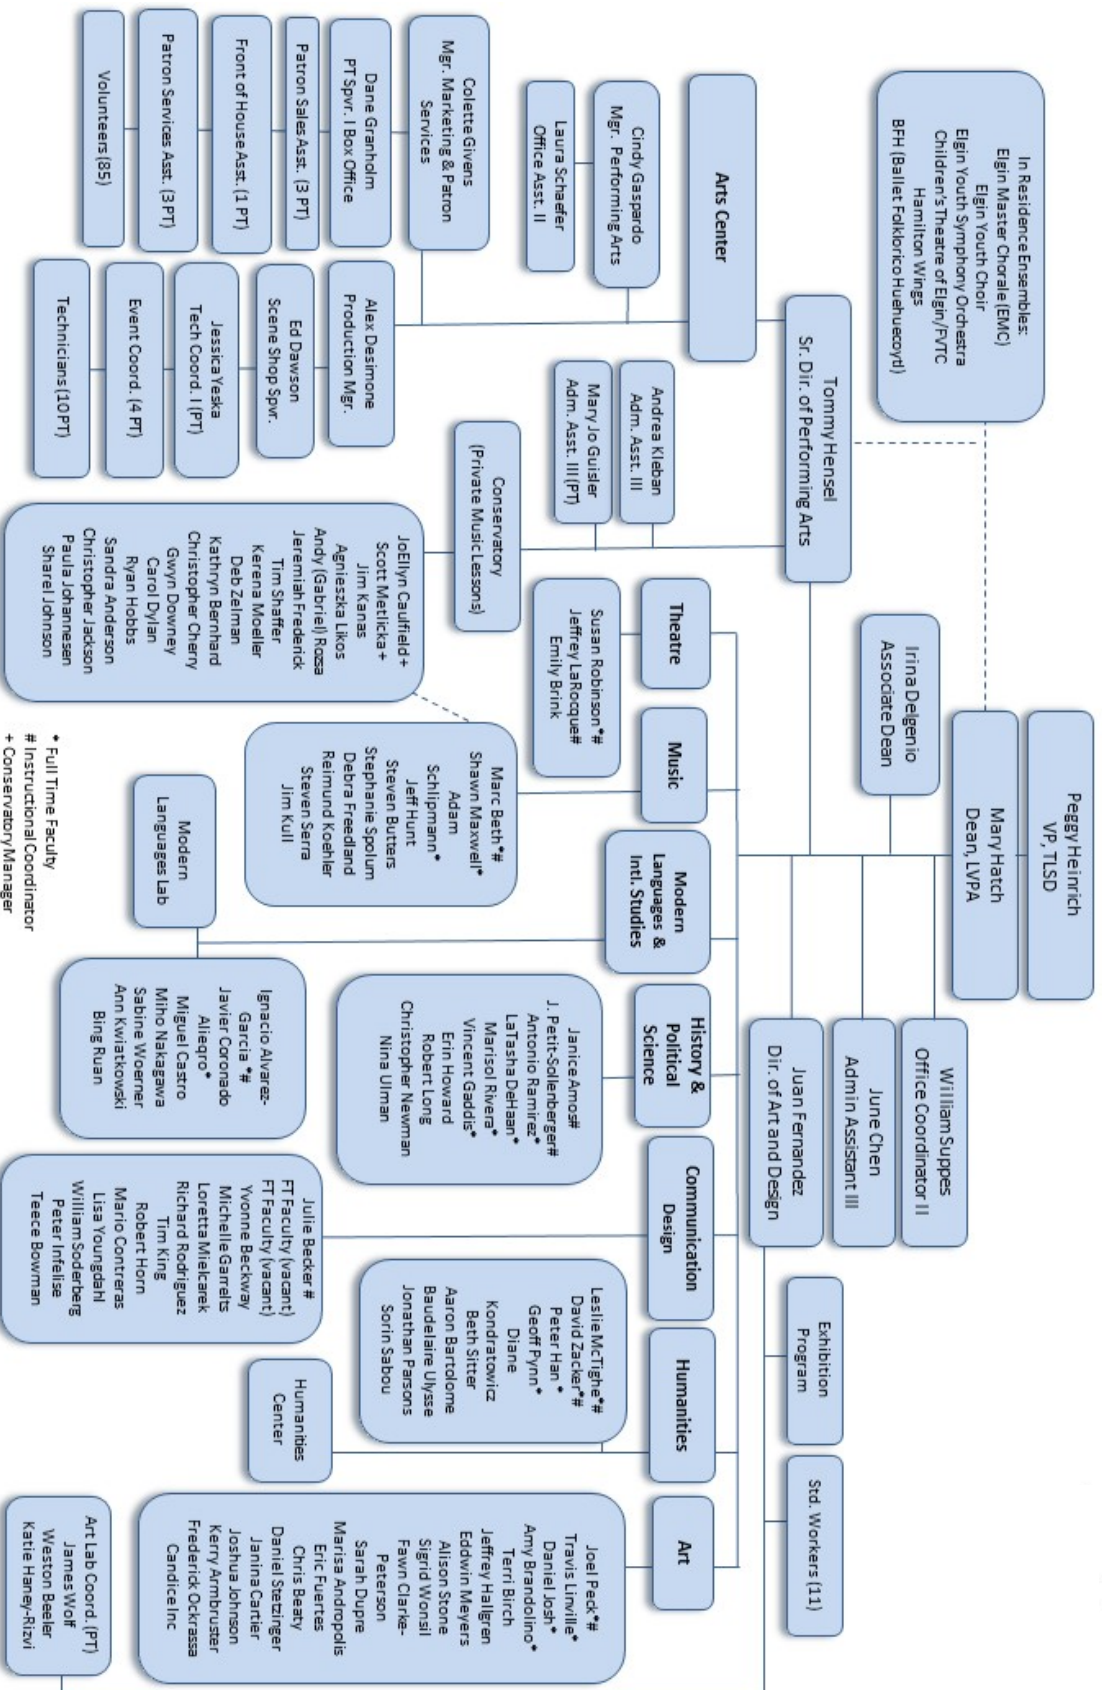 Peggy Heinrich
VP, TLSD
Mary Hatch
Dean, LVPA
In Residence Ensembles:
Elgin Master Chorale (EMC)
Elgin Youth Choir
Elgin Youth Symphony Orchestra
Children's Theatre of Elgin/FVTC
Hamilton Wings
BFH (Ballet Folklorico Huehuecoytl)
Irina Delgenio
Associate Dean
William Suppes
Office Coordinator II
June Chen
Admin Assistant III
Juan Fernandez
Dir. of Art and Design
Exhibition
Program
Std. Workers (11)
Tommy Hensel
Sr. Dir. of Performing Arts
Arts Center
Cindy Gaspardo
Mgr. Performing Arts
Laura Schaefer
Office Asst. II
Andrea Kleban
Adm. Asst. III
Mary Jo Guisler
Adm. Asst. III (PT)
Colette Givens
Mgr. Marketing & Patron
Services
Dane Granholm
PT Spvr. I Box Office
Patron Sales Asst. (3 PT)
Front of House Asst. (1 PT)
Patron Services Asst. (3 PT)
Volunteers (85)
Alex Desimone
Production Mgr.
Ed Dawson
Scene Shop Spvr.
Jessica Yeska
Tech Coord. I (PT)
Event Coord. (4 PT)
Technicians (10 PT)
Conservatory
(Private Music Lessons)
JoEllyn Caulfield+
Scott Metlicka+
Jim Kanas
Agnieszka Likos
Andy (Gabriel) Rozsa
Jeremiah Frederick
Tim Shaffer
Kerena Moeller
Deb Zelman
Kathryn Bernhard
Christopher Cherry
Gwyn Downey
Carol Dylan
Ryan Hobbs
Sandra Anderson
Christopher Jackson
Paula Johannesen
Sharel Johnson
Theatre
Susan Robinson*#
Jeffrey LaRocque#
Emily Brink
Music
Marc Beth*#
Shawn Maxwell*
Adam
Schlipmann*
Jeff Hunt
Steven Butters
Stephanie Spolum
Debra Freedland
Reimund Koehler
Steven Serra
Jim Kull
Modern
Languages &
Intl. Studies
Modern
Languages Lab
Ignacio Alvarez-
Garcia *#
Javier Coronado
Alieqro*
Miguel Castro
Miho Nakagawa
Sabine Woerner
Ann Kwiatkowski
Bing Ruan
History &
Political
Science
Janice Amos#
J. Petit-Sollenberger#
Antonio Ramirez*
LaTasha DeHan*
Marisol Rivera*
Vincent Gaddis*
Erin Howard
Robert Long
Christopher Newman
Nina Ulman
Communication
Design
Julie Becker #
FT Faculty (vacant)
FT Faculty (vacant)
Yvonne Beckway
Michelle Garrelts
Loretta Mielcarek
Richard Rodriguez
Tim King
Robert Horn
Mario Contreras
Lisa Youngdahl
William Soderberg
Peter Infelise
Teece Bowman
Humanities
Leslie McTighe*#
David Zacker*#
Peter Han *
Geoff Pynn*
Diane
Kondratowicz
Beth Sitter
Aaron Bartolome
Baudelaire Ulysse
Jonathan Parsons
Sorin Sabou
Humanities
Center
Art
Joel Peck*#
Travis Linville*
Daniel Josh*
Amy Brandolino*
Terri Birch
Jeffrey Hallgren
Eddwin Meyers
Alison Stone
Sigrid Wonsil
Fawn Clarke-
Peterson
Sarah Dupre
Marisa Andropolis
Eric Fuertes
Chris Beaty
Daniel Stetzinger
Janina Cartier
Joshua Johnson
Kerry Armbruster
Frederick Ockrassa
Candice Inc
Art Lab Coord. (PT)
James Wolf
Weston Beeler
Katie Haney-Rizvi
* Full Time Faculty
# Instructional Coordinator
+ Conservatory Manager